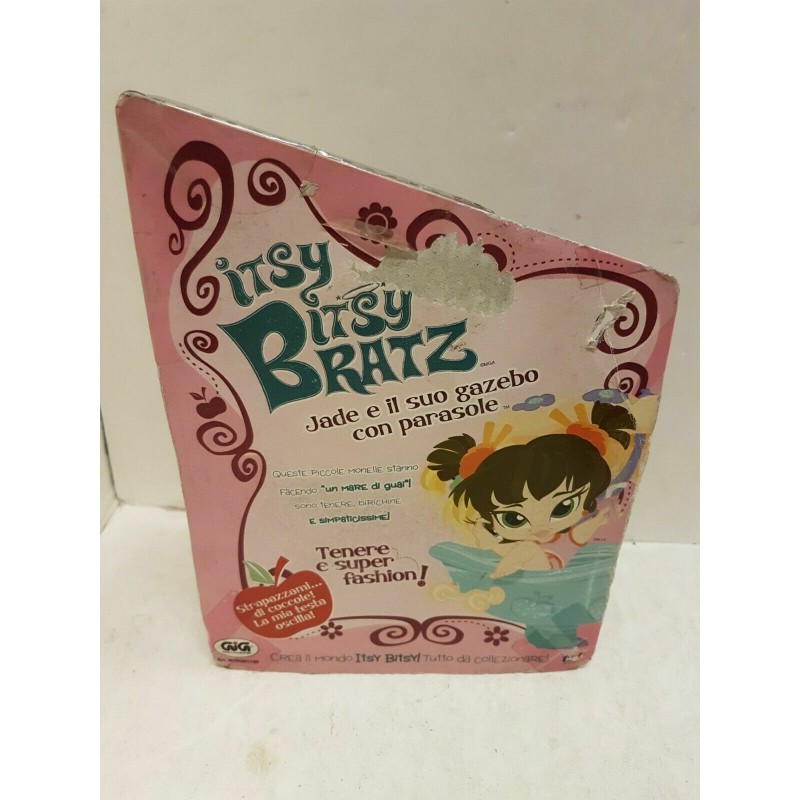 itsy
Bitsy
BRATZ
Jade e il suo gazebo
con parasole™
Queste piccole monelle stanno
facendo "un mare di guai"!
sono tenere, birichine
e simpaticissime!
Tenere
e super
fashion!
Strapazzami...
di coccole!
La mia testa
oscilla!
GiG
Crea il mondo Itsy Bitsy! Tutto da collezionare!